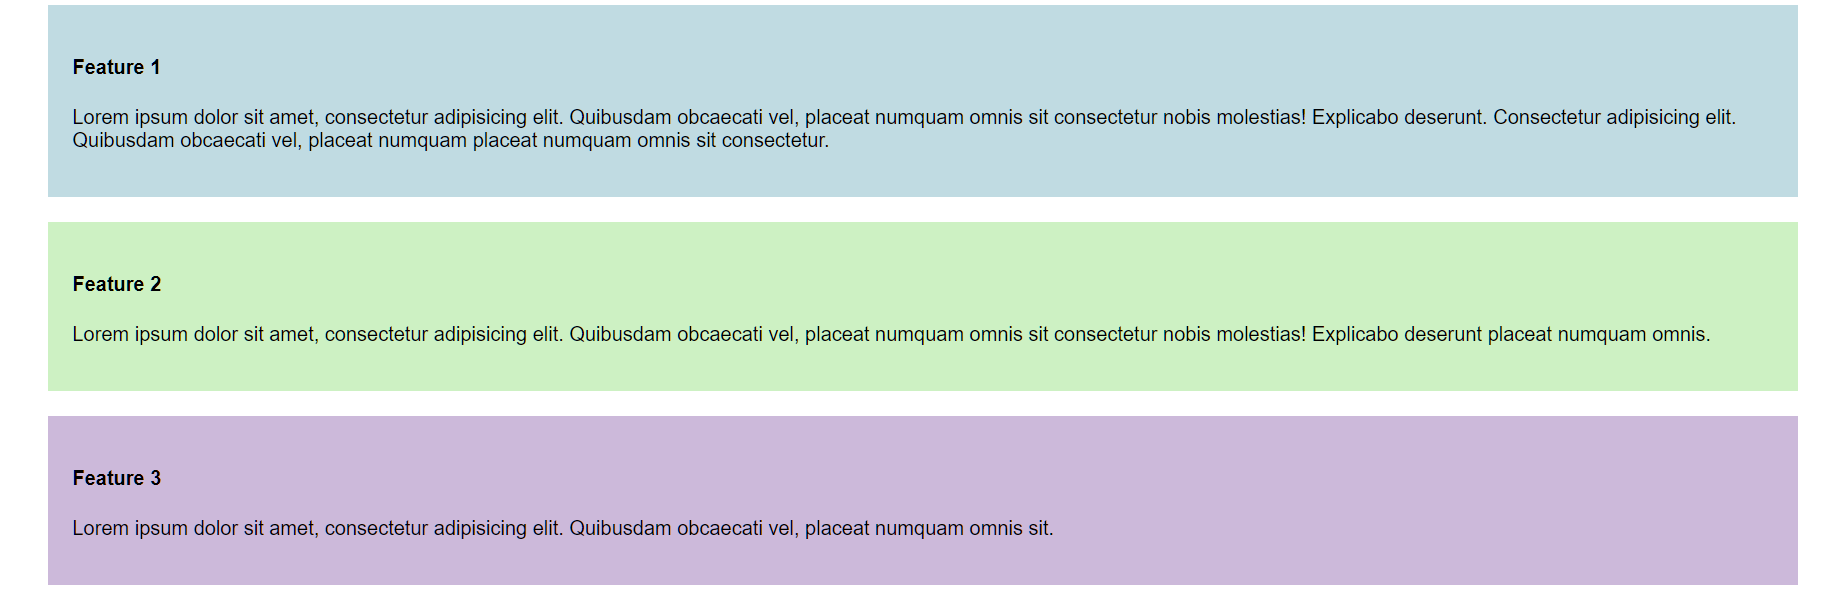 Feature 1
Lorem ipsum dolor sit amet, consectetur adipisicing elit. Quibusdam obcaecati vel, placeat numquam omnis sit consectetur nobis molestias! Explicabo deserunt. Consectetur adipisicing elit.
Quibusdam obcaecati vel, placeat numquam placeat numquam omnis sit consectetur.
Feature 2
Lorem ipsum dolor sit amet, consectetur adipisicing elit. Quibusdam obcaecati vel, placeat numquam omnis sit consectetur nobis molestias! Explicabo deserunt placeat numquam omnis.
Feature 3
Lorem ipsum dolor sit amet, consectetur adipisicing elit. Quibusdam obcaecati vel, placeat numquam omnis sit.